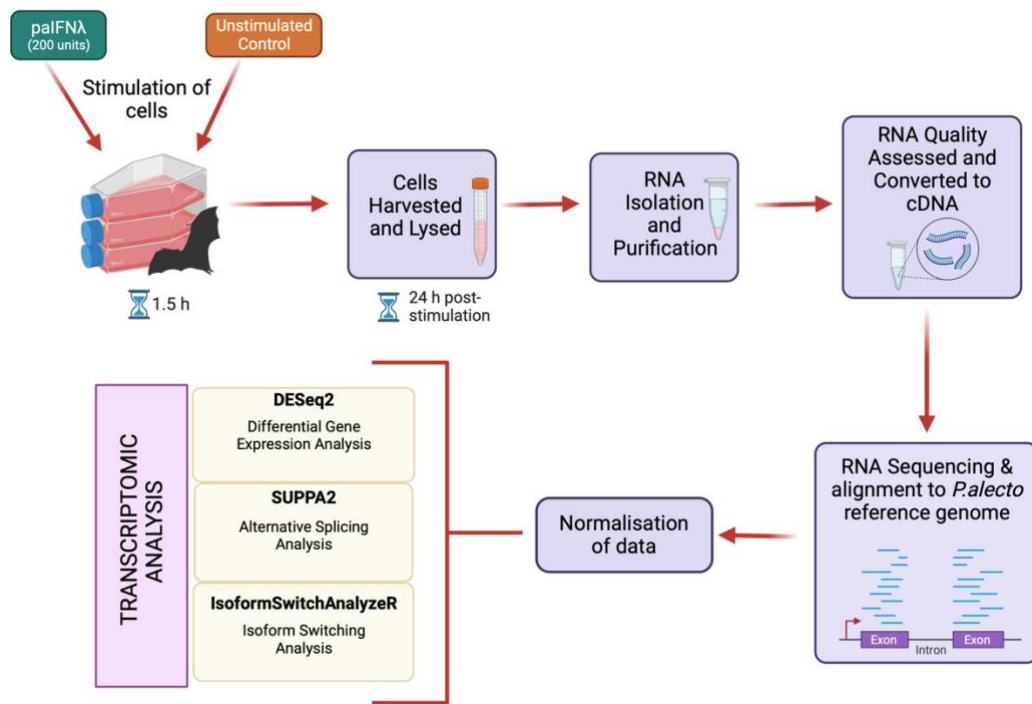 paIFNλ
(200 units)
Unstimulated
Control
Stimulation of
cells
1.5 h
Cells
Harvested
and Lysed
24 h post-
stimulation
RNA
Isolation
and
Purification
RNA Quality
Assessed and
Converted to
cDNA
RNA Sequencing &
alignment to P.alecto
reference genome
Exon
Intron
Exon
Normalisation
of data
DESeq2
Differential Gene
Expression Analysis
SUPPA2
Alternative Splicing
Analysis
IsoformSwitchAnalyzeR
Isoform Switching
Analysis
TRANSCRIPTOMIC
ANALYSIS